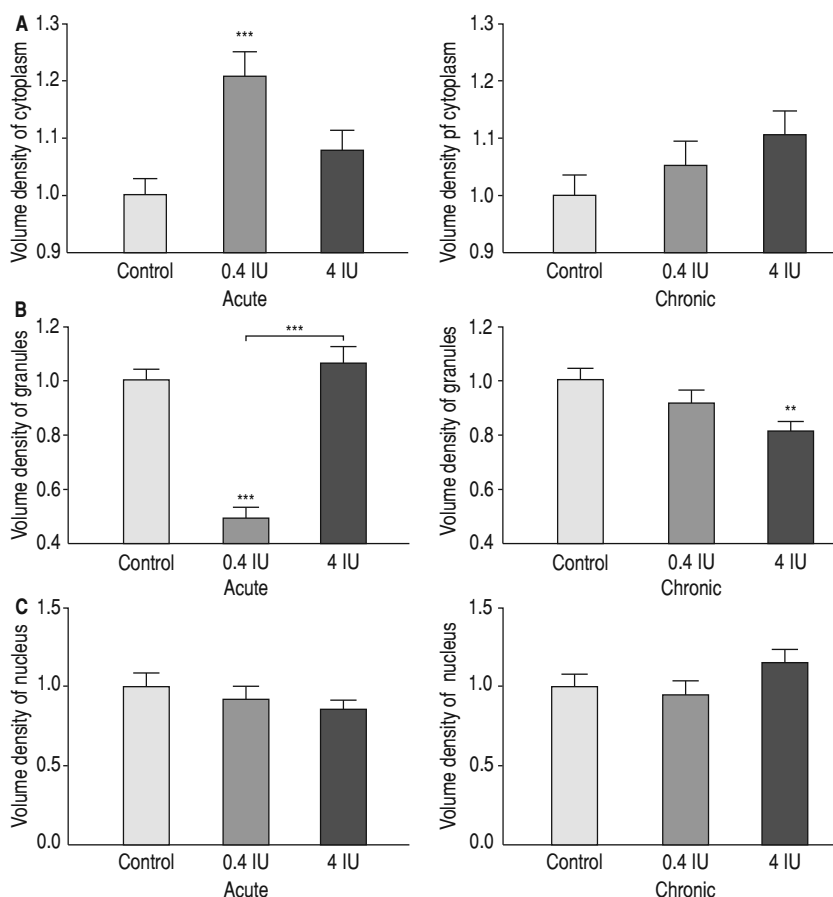 A
Volume density of cytoplasm
1.3
1.2
1.1
1.0
0.9
***
Control 0.4 IU 4 IU
Acute
Volume density pf cytoplasm
1.3
1.2
1.1
1.0
0.9
Control 0.4 IU 4 IU
Chronic
B
Volume density of granules
1.2
1.0
0.8
0.6
0.4
***
***
Control 0.4 IU 4 IU
Acute
Volume density of granules
1.2
1.0
0.8
0.6
0.4
**
Control 0.4 IU 4 IU
Chronic
C
Volume density of nucleus
1.5
1.0
0.5
0.0
Control 0.4 IU 4 IU
Acute
Volume density of nucleus
1.5
1.0
0.5
0.0
Control 0.4 IU 4 IU
Chronic